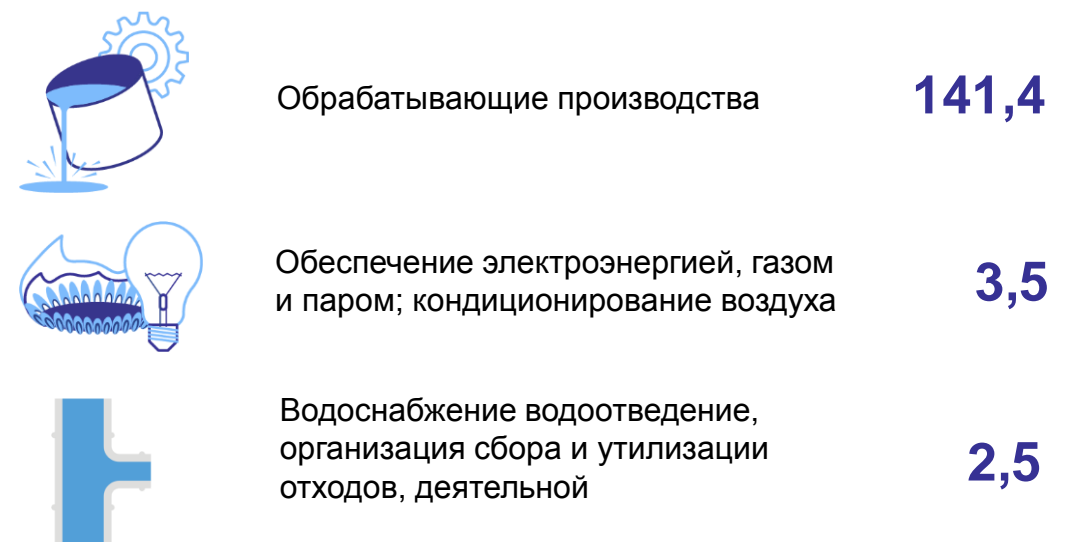 Обрабатывающие производства
141,4
Обеспечение электроэнергией, газом
и паром; кондиционирование воздуха
3,5
Водоснабжение водоотведение,
организация сбора и утилизации
отходов, деятельной
2,5